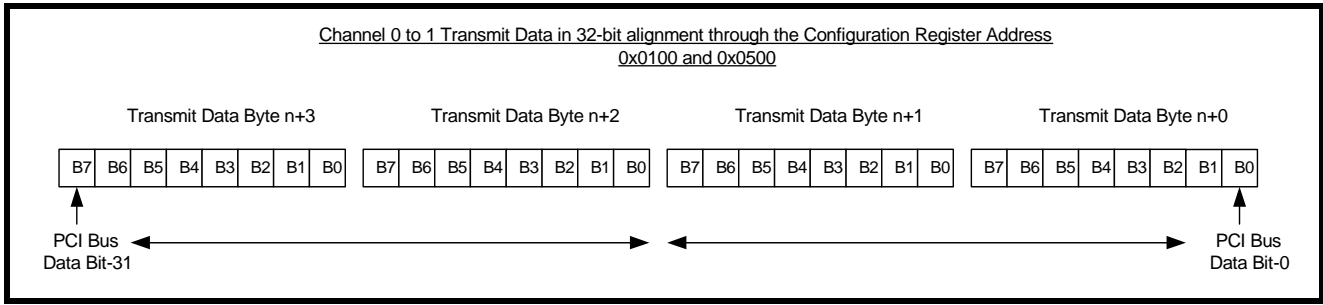 Channel 0 to 1 Transmit Data in 32-bit alignment through the Configuration Register Address
0x0100 and 0x0500
Transmit Data Byte n+3 Transmit Data Byte n+2 Transmit Data Byte n+1 Transmit Data Byte n+0
B7 B6 B5 B4 B3 B2 B1 B0 B7 B6 B5 B4 B3 B2 B1 B0 B7 B6 B5 B4 B3 B2 B1 B0 B7 B6 B5 B4 B3 B2 B1 B0
PCI Bus PCI Bus
Data Bit-31 Data Bit-0